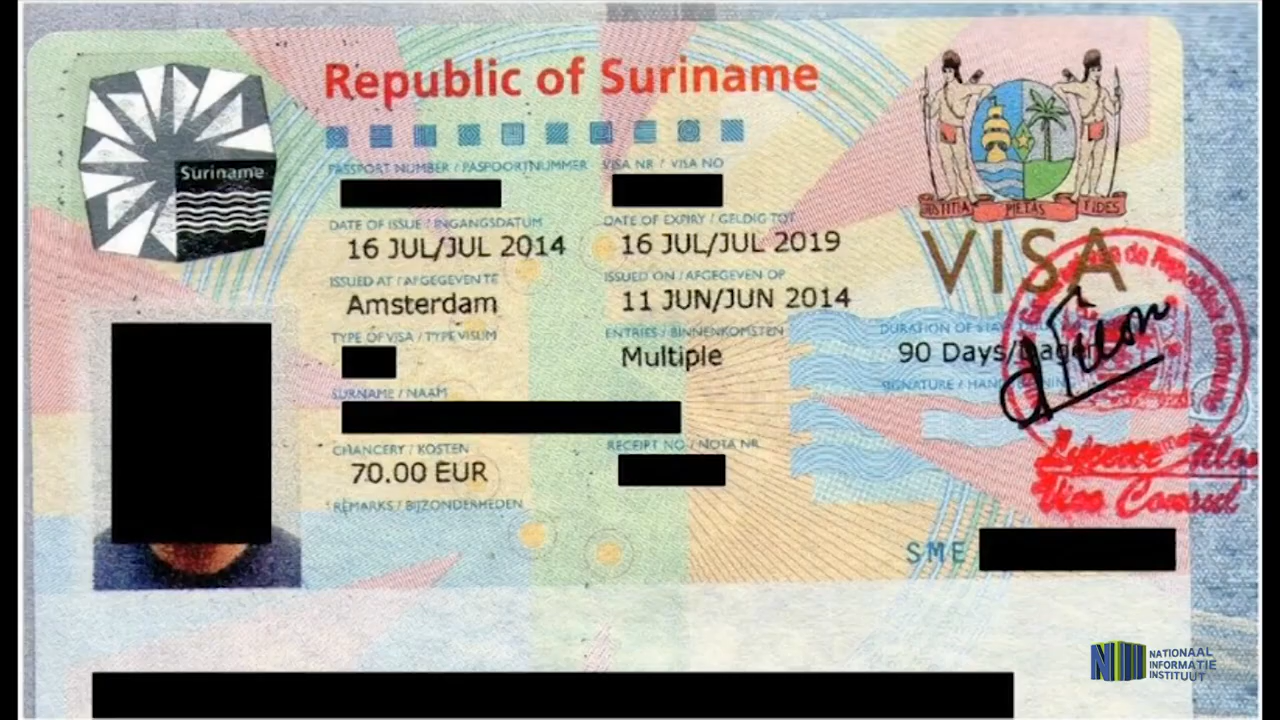 Republic of Suriname
Suriname
PASSPORT NUMBER / PASPOORTNUMMER
VISA NR / VISA NO
DATE OF ISSUE / INGANGSDATUM
DATE OF EXPIRY / GELDIG TOT
16 JUL/JUL 2014
16 JUL/JUL 2019
JUSTITIA PIETAS FIDES
VISA
ISSUED AT / AFGEGEVEN TE
ISSUED ON / AFGEGEVEN OP
Amsterdam
11 JUN/JUN 2014
TYPE OF VISA / TYPE VISUM
ENTRIES / BINNENKOMSTEN
DURATION OF STAY
Multiple
90 Days/Dagen
SIGNATURE /
SURNAME / NAAM
CHANCERY / KOSTEN
RECEIPT NO / NOTA NR
70.00 EUR
Vice Consul
REMARKS / BIJZONDERHEDEN
SME
NII NATIONAAL
INFORMATIE
INSTITUUT